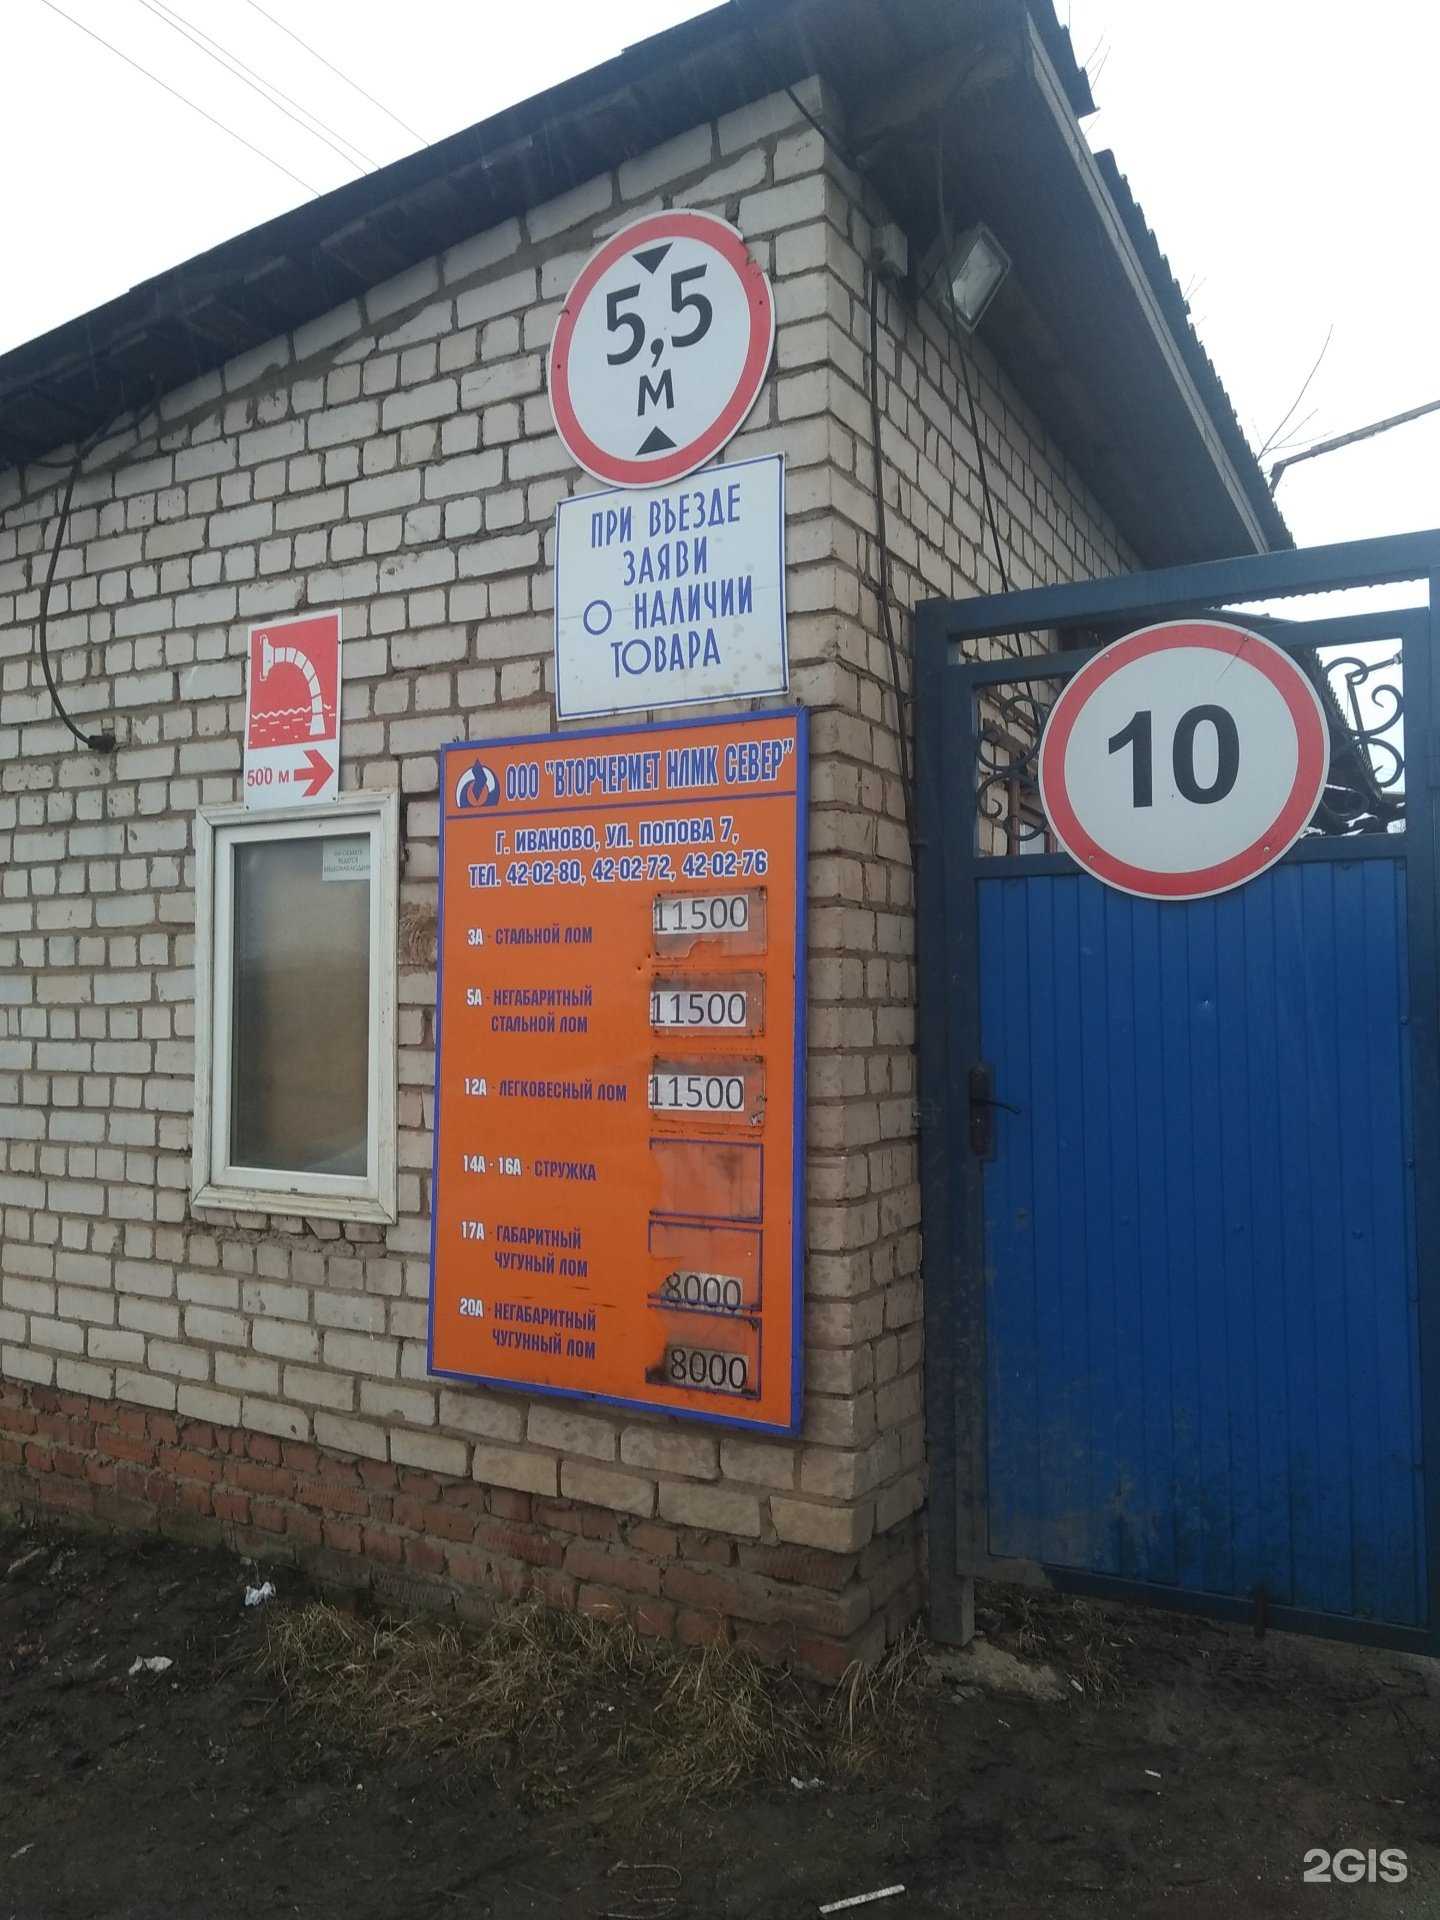 5,5
м
ПРИ ВЪЕЗДЕ
ЗАЯВИ
О НАЛИЧИИ
ТОВАРА
500 м
10
ООО "ВТОРЧЕРМЕТ НЛМК СЕВЕР"
Г. ИВАНОВО, УЛ. ПОПОВА 7,
ТЕЛ. 42-02-80, 42-02-72, 42-02-76
3А - СТАЛЬНОЙ ЛОМ 11500
5А - НЕГАБАРИТНЫЙ
СТАЛЬНОЙ ЛОМ 11500
12А - ЛЕГКОВЕСНЫЙ ЛОМ 11500
14А - 16А - СТРУЖКА
17А - ГАБАРИТНЫЙ
ЧУГУНЫЙ ЛОМ 8000
20А - НЕГАБАРИТНЫЙ
ЧУГУННЫЙ ЛОМ 8000
2GIS